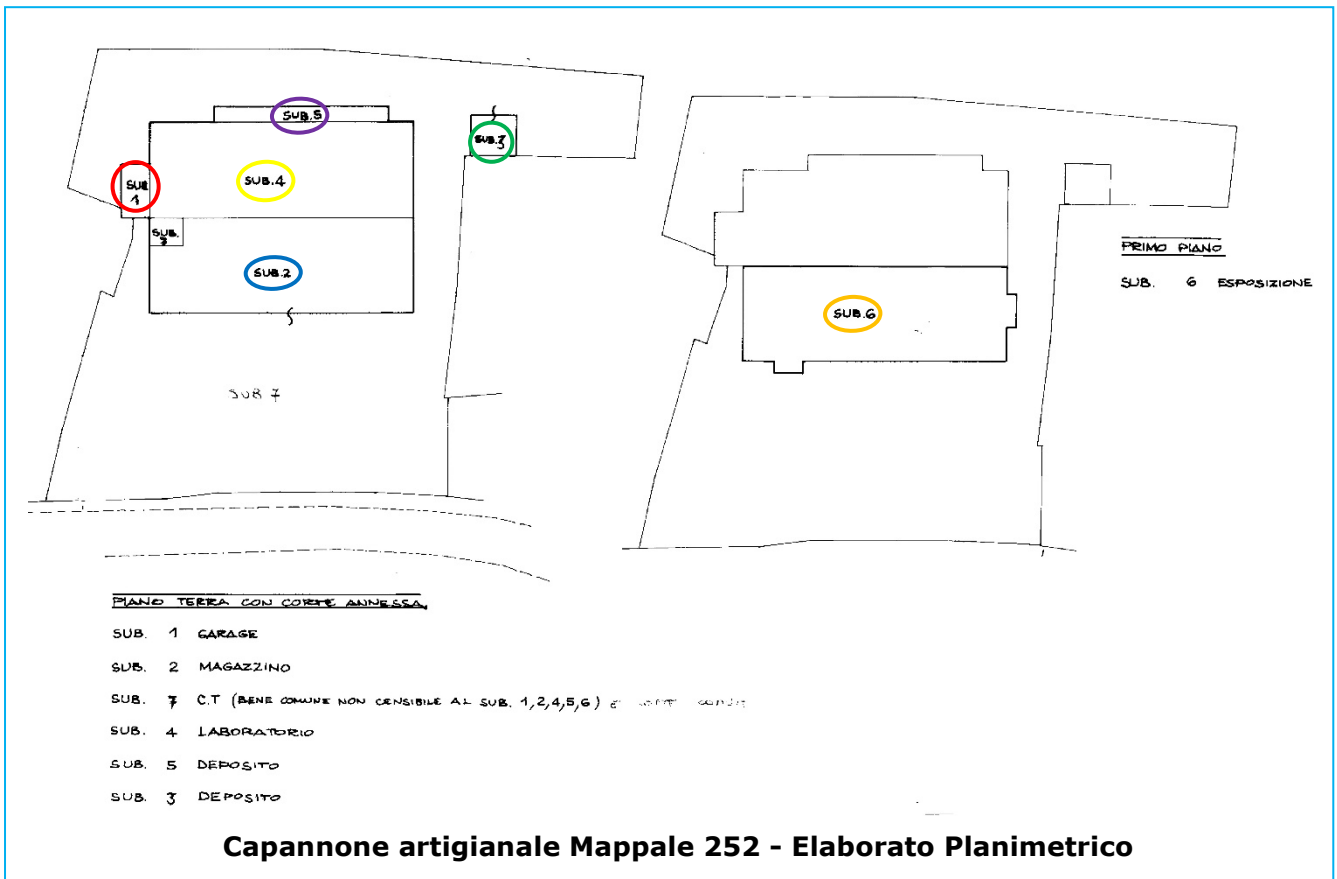 SUB.5
SUB.3
SUB
1
SUB.4
SUB.
SUB.2
SUB 7
SUB.6
PRIMO PIANO
SUB. 6 ESPOSIZIONE
PIANO TERRA CON CORTE ANNESSA
SUB. 1 GARAGE
SUB. 2 MAGAZZINO
SUB. 7 C.T (BENE COMUNE NON CENSIBILE AL SUB. 1,2,4,5,6) E
SUB. 4 LABORATORIO
SUB. 5 DEPOSITO
SUB. 3 DEPOSITO
Capannone artigianale Mappale 252 - Elaborato Planimetrico